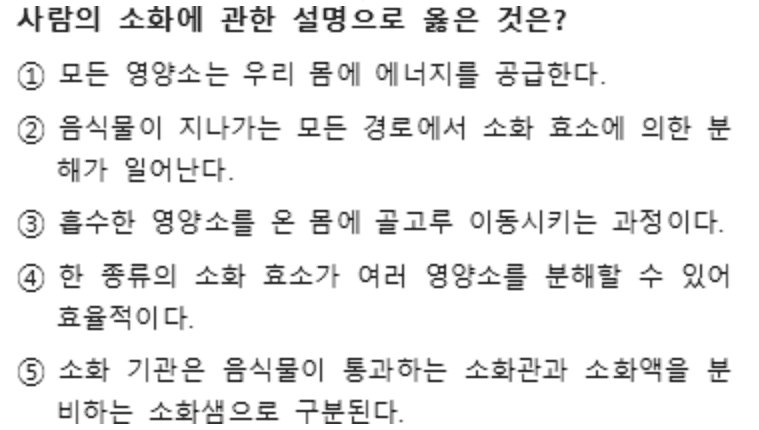 사람의 소화에 관한 설명으로 옳은 것은?
① 모든 영양소는 우리 몸에 에너지를 공급한다.
② 음식물이 지나가는 모든 경로에서 소화 효소에 의한 분
해가 일어난다.
③ 흡수한 영양소를 온 몸에 골고루 이동시키는 과정이다.
④ 한 종류의 소화 효소가 여러 영양소를 분해할 수 있어
효율적이다.
⑤ 소화 기관은 음식물이 통과하는 소화관과 소화액을 분
비하는 소화샘으로 구분된다.